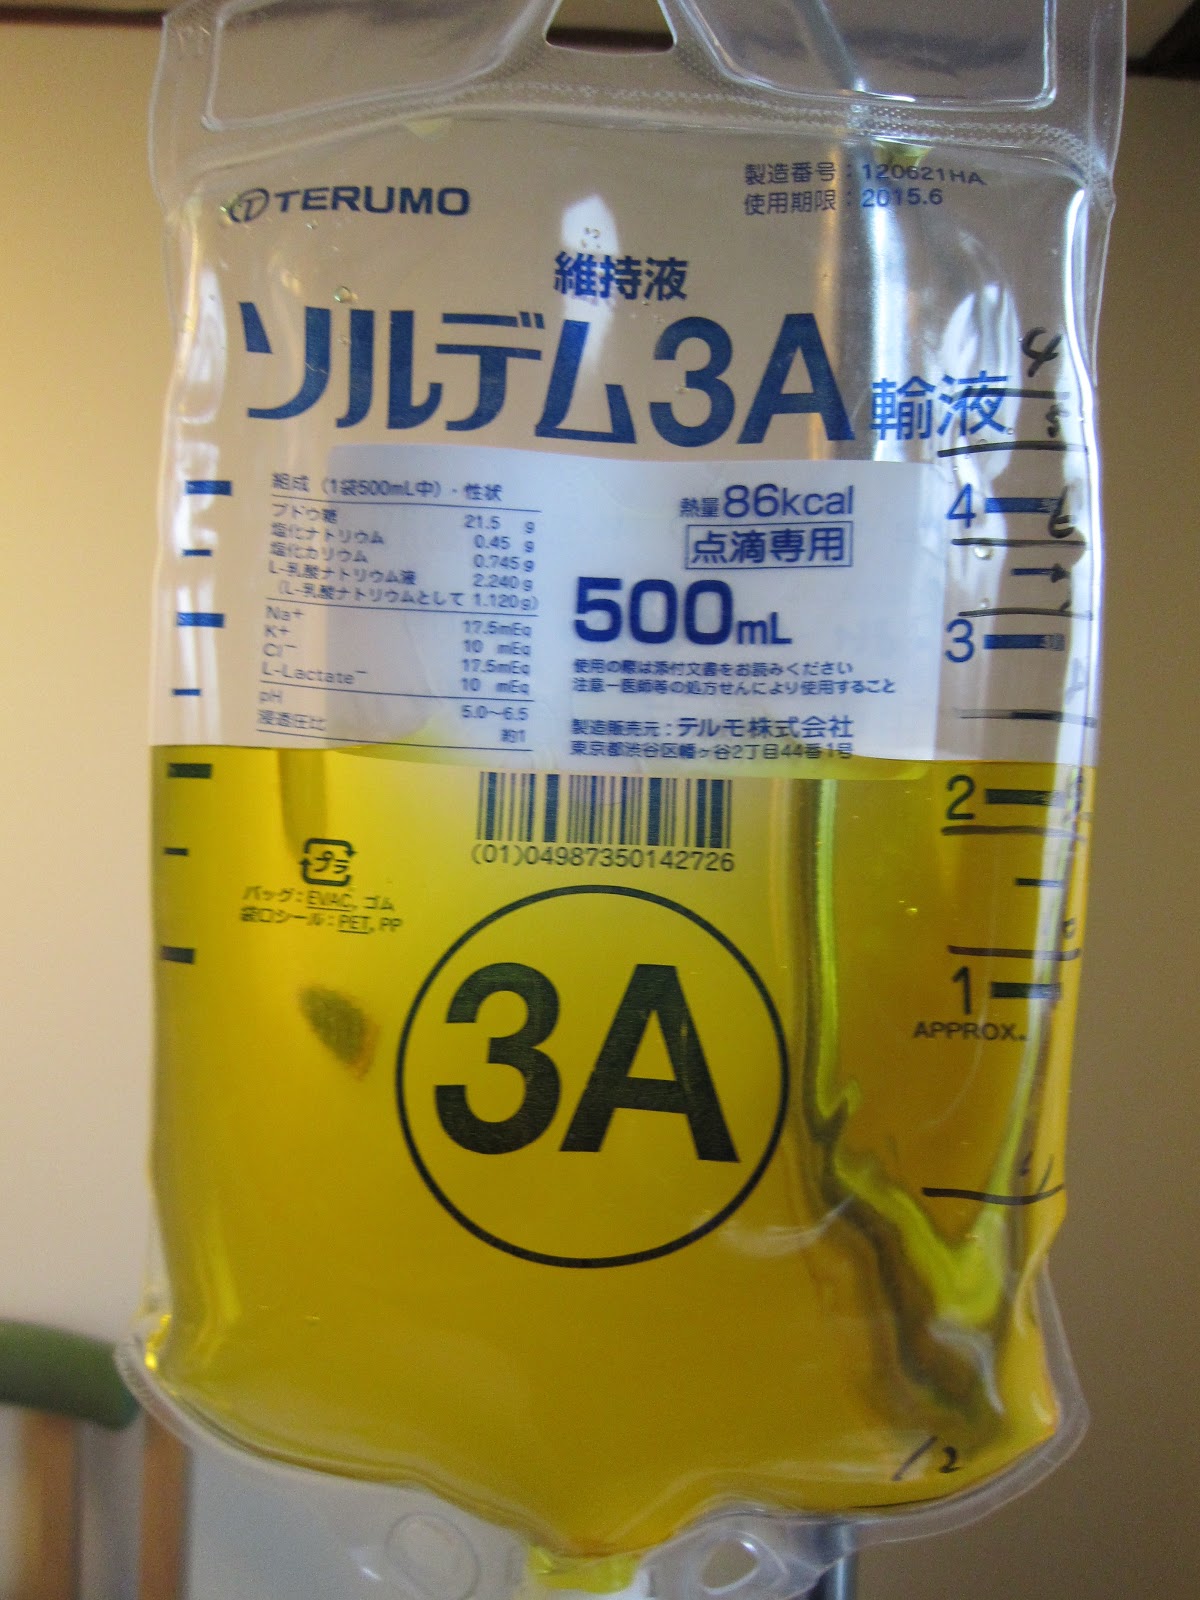 TERUMO
製造番号：120621HA
使用期限：2015.6
維持液
ソルデム3A輸液
組成（1袋500mL中）・性状
ブドウ糖 21.5 g
塩化ナトリウム 0.45 g
塩化カリウム 0.745g
L-乳酸ナトリウム液 2.240g
（L-乳酸ナトリウムとして 1.120g）
Na⁺ 17.5mEq
K⁺ 10 mEq
Cl⁻ 17.5mEq
L-Lactate⁻ 10 mEq
pH 5.0～6.5
浸透圧比 約1
熱量86kcal
点滴専用
500mL
使用の際は添付文書をお読みください
注意－医師等の処方せんにより使用すること
製造販売元：テルモ株式会社
東京都渋谷区幡ヶ谷2丁目44番1号
(01)04987350142726
プラ
バッグ：EVAC, ゴム
袋口シール：PET, PP
3A
4
3
2
1
APPROX.
4
5
12